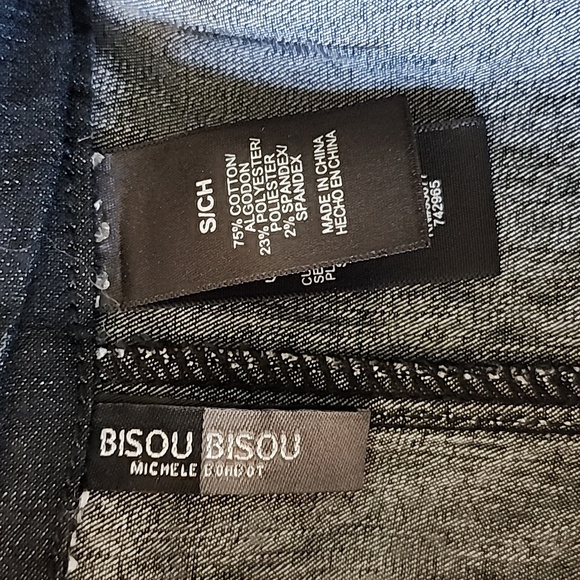 S/CH
75% COTTON/
ALGODON
23% POLYESTER/
POLIESTER
2% SPANDEX/
SPANDEX
MADE IN CHINA
HECHO EN CHINA
742965
BISOU BISOU
MICHELE BOHBOT